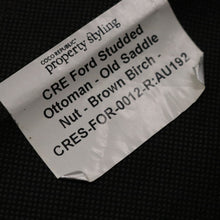 COCO REPUBLIC
property styling
CRE Ford Studded
Ottoman - Old Saddle
Nut - Brown Birch -
CRES-FOR-0012-R:AU192